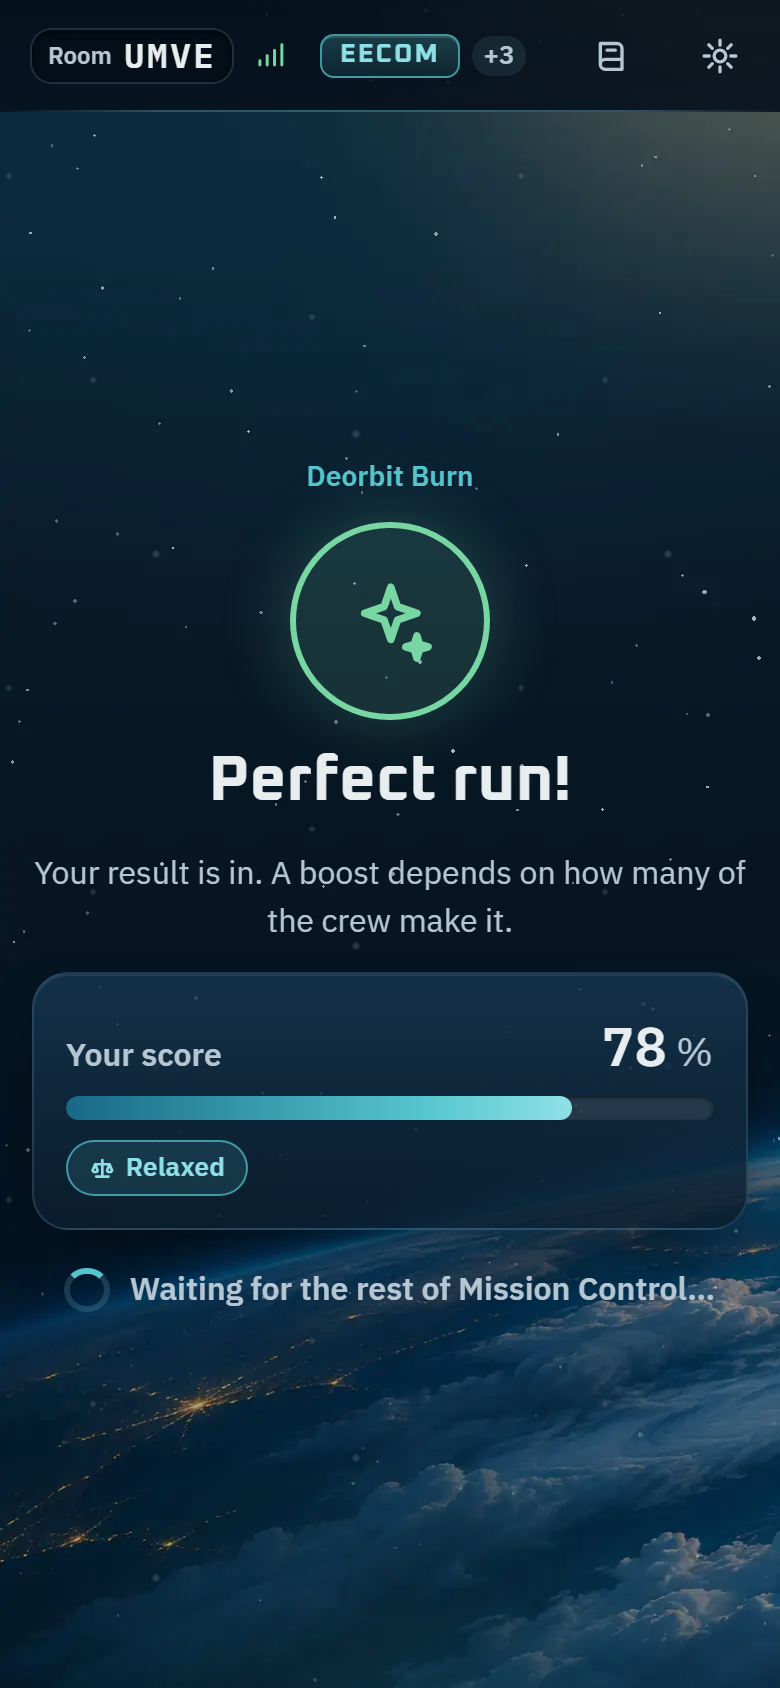 Room UMVE EECOM +3
Deorbit Burn
Perfect run!
Your result is in. A boost depends on how many of
the crew make it.
Your score 78 %
Relaxed
Waiting for the rest of Mission Control...